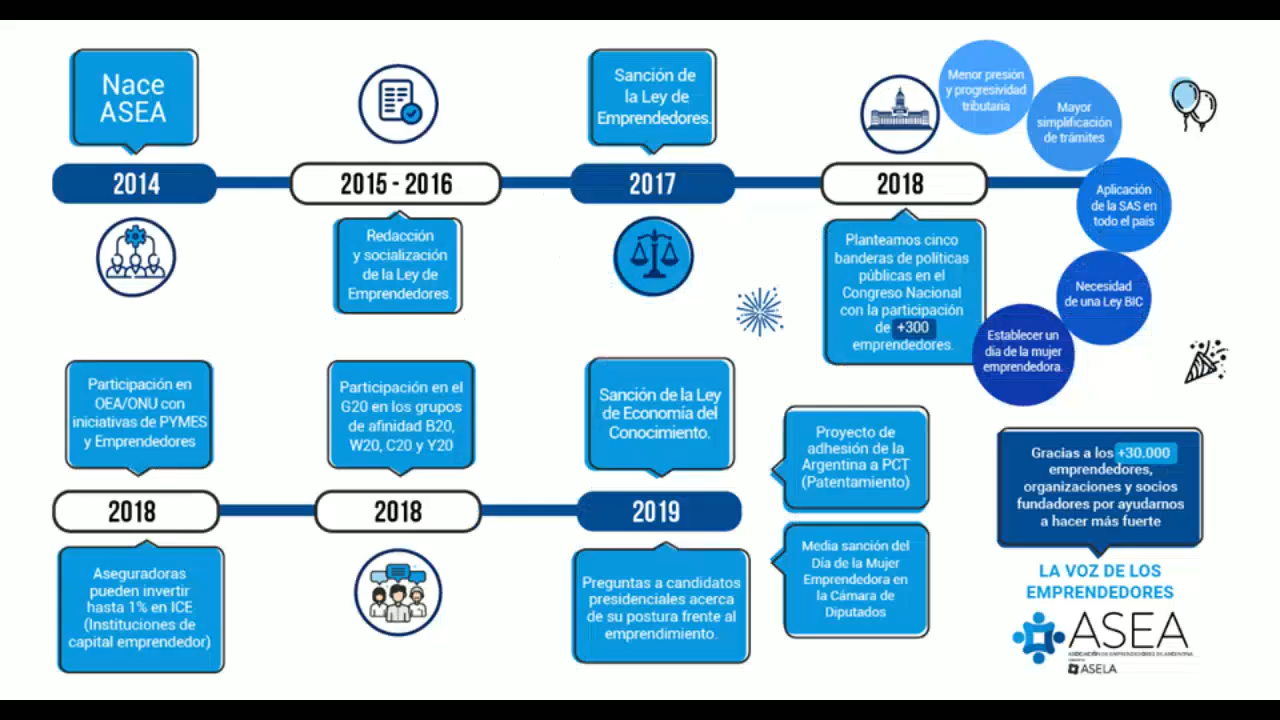 Nace
ASEA
2014
2015 - 2016
Redacción
y socialización
de la Ley de
Emprendedores.
Sanción de
la Ley de
Emprendedores.
2017
2018
Planteamos cinco
banderas de políticas
públicas en el
Congreso Nacional
con la participación
de +300
emprendedores.
Menor presión
y progresividad
tributaria
Mayor
simplificación
de trámites
Aplicación
de la SAS en
todo el país
Necesidad
de una Ley BIC
Establecer un
día de la mujer
emprendedora.
Participación en
OEA/ONU con
iniciativas de PYMES
y Emprendedores
2018
Aseguradoras
pueden invertir
hasta 1% en ICE
(Instituciones de
capital emprendedor)
Participación en el
G20 en los grupos
de afinidad B20,
W20, C20 y Y20
2018
Sanción de la Ley
de Economía del
Conocimiento.
2019
Preguntas a candidatos
presidenciales acerca
de su postura frente al
emprendimiento.
Proyecto de
adhesión de la
Argentina a PCT
(Patentamiento)
Media sanción del
Día de la Mujer
Emprendedora en
la Cámara de
Diputados
Gracias a los +30.000
emprendedores,
organizaciones y socios
fundadores por ayudarnos
a hacer más fuerte
LA VOZ DE LOS
EMPRENDEDORES
ASEA
ASOCIACIÓN DE EMPRENDEDORES DE ARGENTINA
ASELA